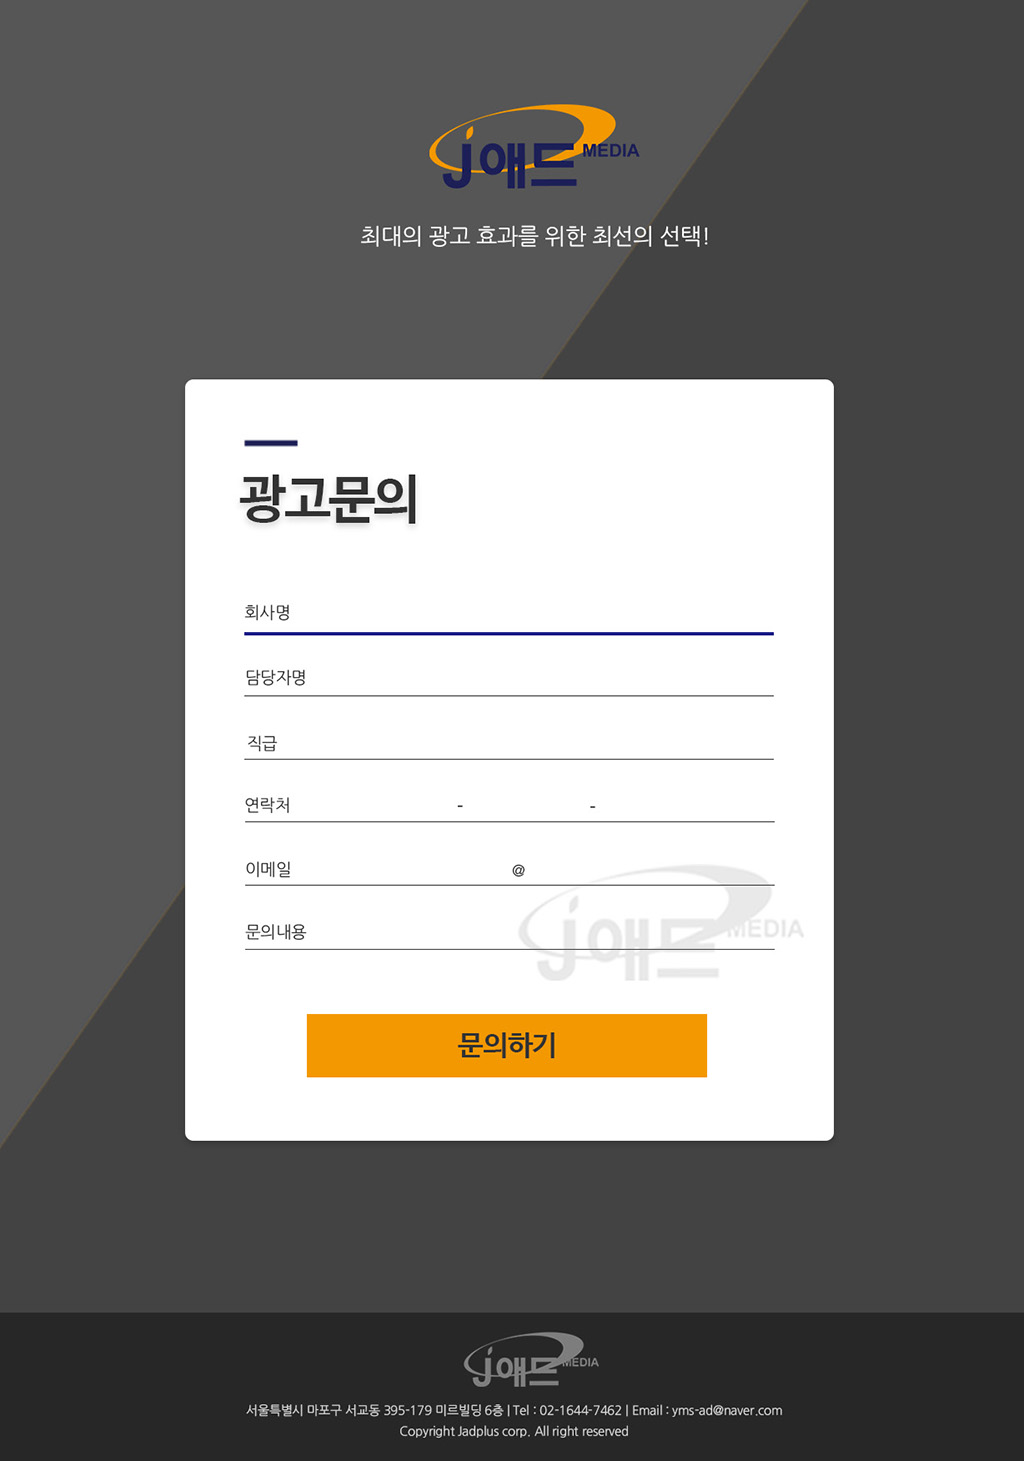 J애드 MEDIA
최대의 광고 효과를 위한 최선의 선택!
광고문의
회사명
담당자명
직급
연락처 - -
이메일 @
문의내용
J애드 MEDIA
문의하기
J애드 MEDIA
서울특별시 마포구 서교동 395-179 미르빌딩 6층 | Tel : 02-1644-7462 | Email : yms-ad@naver.com
Copyright Jadplus corp. All right reserved